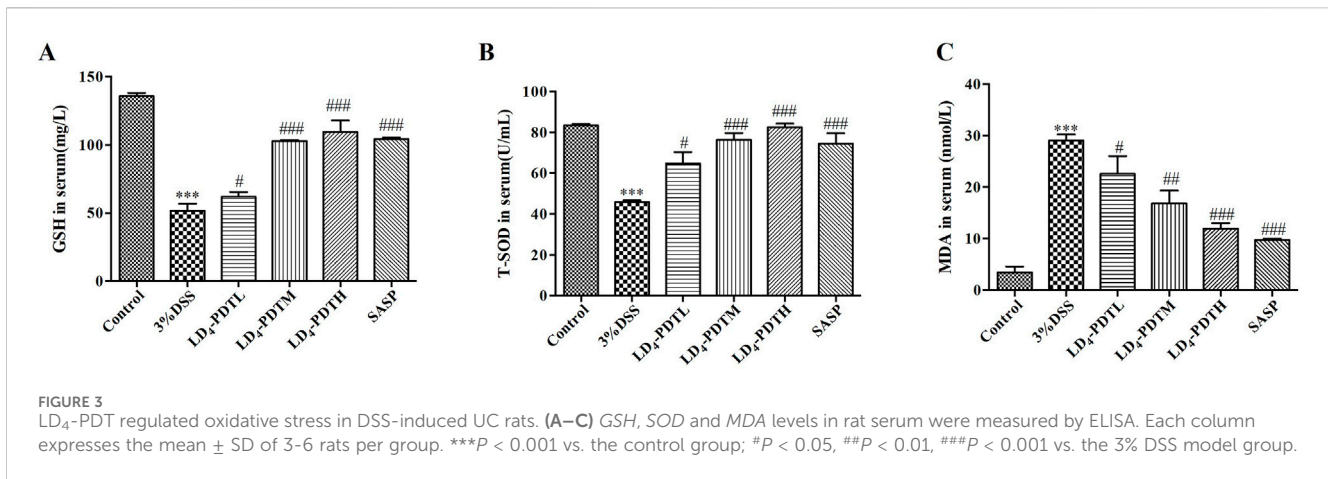 A
GSH in serum(mg/L)
150
100
50
0
***
#
###
###
###
Control
3%DSS
LD₄-PDTL
LD₄-PDTM
LD₄-PDTH
SASP
B
T-SOD in serum(U/mL)
100
80
60
40
20
0
***
#
###
###
###
Control
3%DSS
LD₄-PDTL
LD₄-PDTM
LD₄-PDTH
SASP
C
MDA in serum (nmol/L)
40
30
20
10
0
***
#
##
###
###
Control
3%DSS
LD₄-PDTL
LD₄-PDTM
LD₄-PDTH
SASP
FIGURE 3
LD₄-PDT regulated oxidative stress in DSS-induced UC rats. (A–C) GSH, SOD and MDA levels in rat serum were measured by ELISA. Each column
expresses the mean ± SD of 3-6 rats per group. ***P < 0.001 vs. the control group; #P < 0.05, ##P < 0.01, ###P < 0.001 vs. the 3% DSS model group.